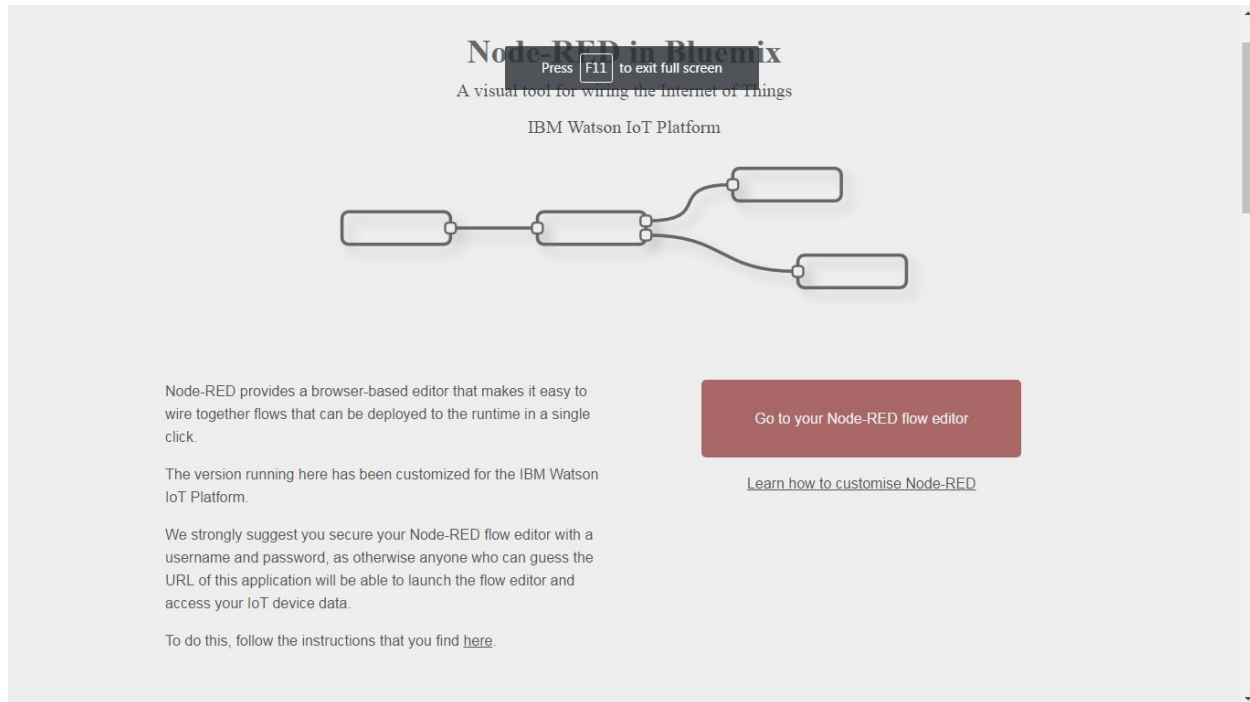 Node-RED in Bluemix
Press F11 to exit full screen
A visual tool for wiring the Internet of Things
IBM Watson IoT Platform
Node-RED provides a browser-based editor that makes it easy to
wire together flows that can be deployed to the runtime in a single
click.
The version running here has been customized for the IBM Watson
IoT Platform.
We strongly suggest you secure your Node-RED flow editor with a
username and password, as otherwise anyone who can guess the
URL of this application will be able to launch the flow editor and
access your IoT device data.
To do this, follow the instructions that you find here.
Go to your Node-RED flow editor
Learn how to customise Node-RED